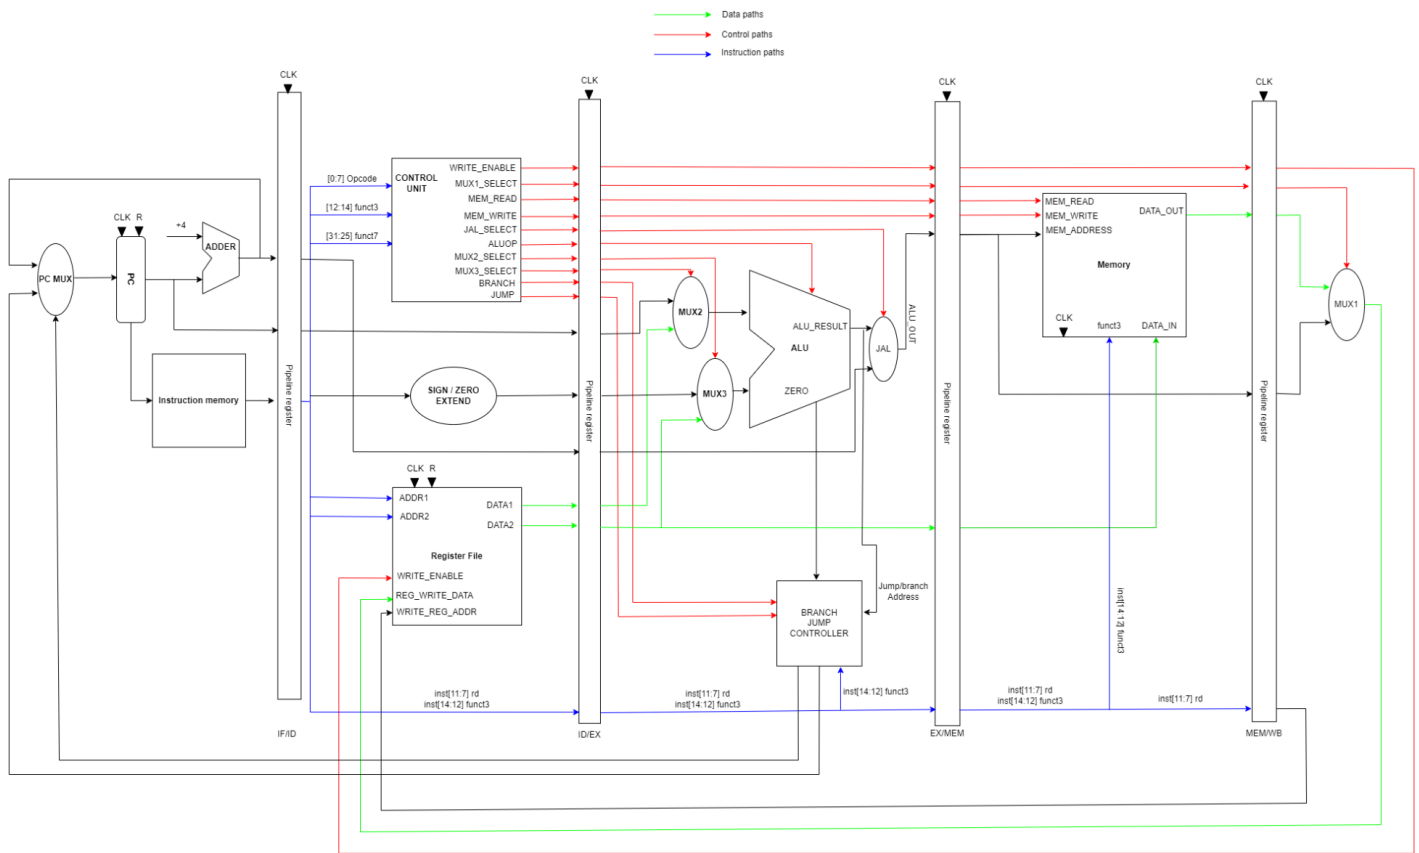 Data paths
Control paths
Instruction paths
CLK
CLK
CLK
CLK
CONTROL
UNIT
[0:7] Opcode
[12:14] funct3
[31:25] funct7
WRITE_ENABLE
MUX1_SELECT
MEM_READ
MEM_WRITE
JAL_SELECT
ALUOP
MUX2_SELECT
MUX3_SELECT
BRANCH
JUMP
CLK R
+4
ADDER
PC MUX
PC
Instruction memory
Pipeline register
SIGN / ZERO
EXTEND
Pipeline register
MUX2
MUX3
ALU_RESULT
ALU
ZERO
JAL
ALU_OUT
Pipeline register
MEM_READ
MEM_WRITE
MEM_ADDRESS
DATA_OUT
Memory
CLK
funct3
DATA_IN
Pipeline register
MUX1
CLK R
ADDR1
ADDR2
DATA1
DATA2
Register File
WRITE_ENABLE
REG_WRITE_DATA
WRITE_REG_ADDR
Jump/branch
Address
BRANCH
JUMP
CONTROLLER
inst[14:12] funct3
inst[11:7] rd
inst[14:12] funct3
inst[11:7] rd
inst[14:12] funct3
inst[14:12] funct3
inst[11:7] rd
inst[14:12] funct3
inst[11:7] rd
IF/ID
ID/EX
EX/MEM
MEM/WB